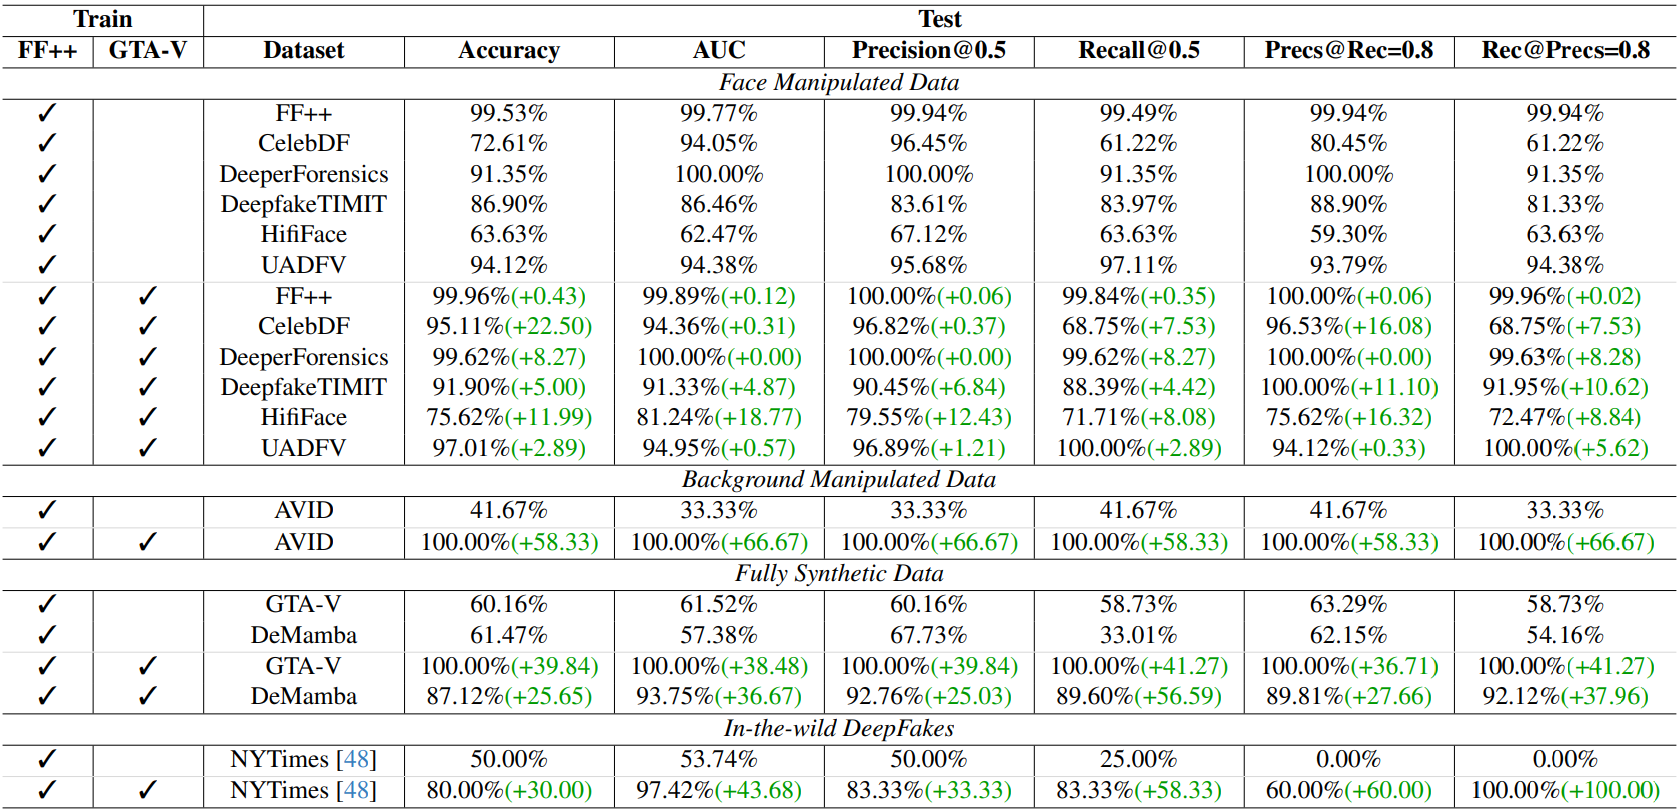 Train Test
FF++ GTA-V Dataset Accuracy AUC Precision@0.5 Recall@0.5 Precs@Rec=0.8 Rec@Precs=0.8
Face Manipulated Data
✓ FF++ 99.53% 99.77% 99.94% 99.49% 99.94% 99.94%
✓ CelebDF 72.61% 94.05% 96.45% 61.22% 80.45% 61.22%
✓ DeeperForensics 91.35% 100.00% 100.00% 91.35% 100.00% 91.35%
✓ DeepfakeTIMIT 86.90% 86.46% 83.61% 83.97% 88.90% 81.33%
✓ HifiFace 63.63% 62.47% 67.12% 63.63% 59.30% 63.63%
✓ UADFV 94.12% 94.38% 95.68% 97.11% 93.79% 94.38%
✓ ✓ FF++ 99.96%(+0.43) 99.89%(+0.12) 100.00%(+0.06) 99.84%(+0.35) 100.00%(+0.06) 99.96%(+0.02)
✓ ✓ CelebDF 95.11%(+22.50) 94.36%(+0.31) 96.82%(+0.37) 68.75%(+7.53) 96.53%(+16.08) 68.75%(+7.53)
✓ ✓ DeeperForensics 99.62%(+8.27) 100.00%(+0.00) 100.00%(+0.00) 99.62%(+8.27) 100.00%(+0.00) 99.63%(+8.28)
✓ ✓ DeepfakeTIMIT 91.90%(+5.00) 91.33%(+4.87) 90.45%(+6.84) 88.39%(+4.42) 100.00%(+11.10) 91.95%(+10.62)
✓ ✓ HifiFace 75.62%(+11.99) 81.24%(+18.77) 79.55%(+12.43) 71.71%(+8.08) 75.62%(+16.32) 72.47%(+8.84)
✓ ✓ UADFV 97.01%(+2.89) 94.95%(+0.57) 96.89%(+1.21) 100.00%(+2.89) 94.12%(+0.33) 100.00%(+5.62)
Background Manipulated Data
✓ AVID 41.67% 33.33% 33.33% 41.67% 41.67% 33.33%
✓ ✓ AVID 100.00%(+58.33) 100.00%(+66.67) 100.00%(+66.67) 100.00%(+58.33) 100.00%(+58.33) 100.00%(+66.67)
Fully Synthetic Data
✓ GTA-V 60.16% 61.52% 60.16% 58.73% 63.29% 58.73%
✓ DeMamba 61.47% 57.38% 67.73% 33.01% 62.15% 54.16%
✓ ✓ GTA-V 100.00%(+39.84) 100.00%(+38.48) 100.00%(+39.84) 100.00%(+41.27) 100.00%(+36.71) 100.00%(+41.27)
✓ ✓ DeMamba 87.12%(+25.65) 93.75%(+36.67) 92.76%(+25.03) 89.60%(+56.59) 89.81%(+27.66) 92.12%(+37.96)
In-the-wild DeepFakes
✓ NYTimes [48] 50.00% 53.74% 50.00% 25.00% 0.00% 0.00%
✓ ✓ NYTimes [48] 80.00%(+30.00) 97.42%(+43.68) 83.33%(+33.33) 83.33%(+58.33) 60.00%(+60.00) 100.00%(+100.00)